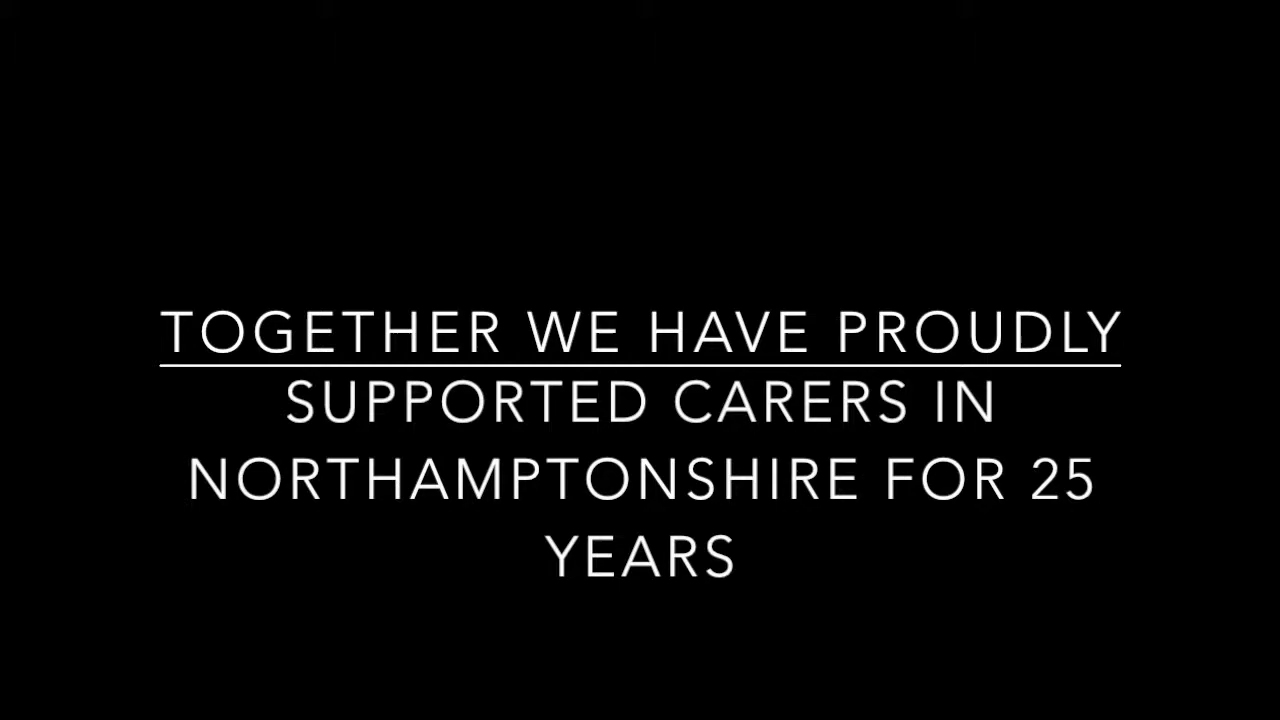 TOGETHER WE HAVE PROUDLY
SUPPORTED CARERS IN
NORTHAMPTONSHIRE FOR 25
YEARS